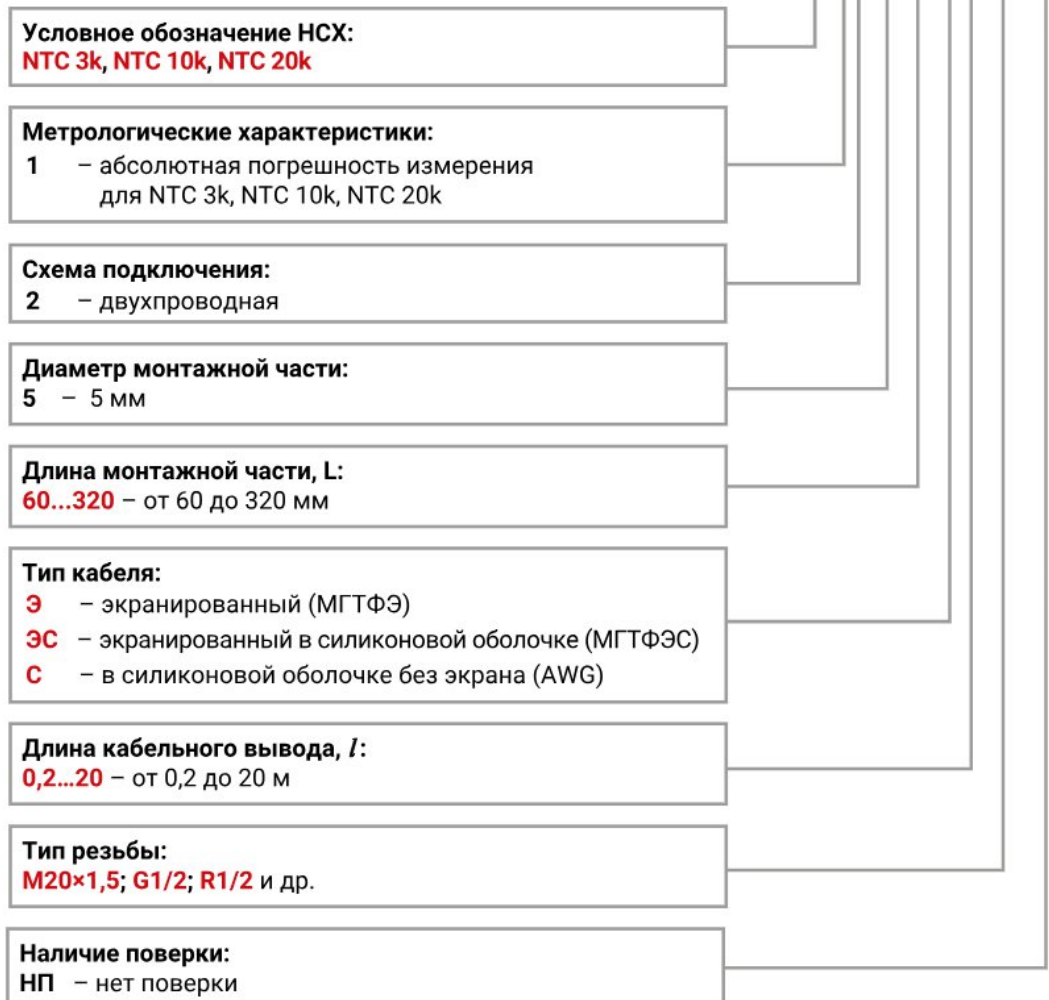 Условное обозначение НСХ:
NTC 3k, NTC 10k, NTC 20k
Метрологические характеристики:
1 – абсолютная погрешность измерения
для NTC 3k, NTC 10k, NTC 20k
Схема подключения:
2 – двухпроводная
Диаметр монтажной части:
5 – 5 мм
Длина монтажной части, L:
60...320 – от 60 до 320 мм
Тип кабеля:
Э – экранированный (МГТФЭ)
ЭС – экранированный в силиконовой оболочке (МГТФЭС)
С – в силиконовой оболочке без экрана (AWG)
Длина кабельного вывода, l:
0,2...20 – от 0,2 до 20 м
Тип резьбы:
М20×1,5; G1/2; R1/2 и др.
Наличие поверки:
НП – нет поверки